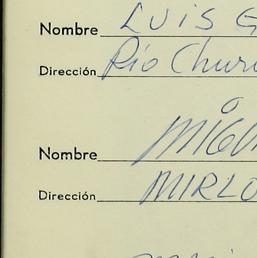 Nombre LUIS G
Dirección Río Churu
Nombre MIGU
Dirección MIRLO